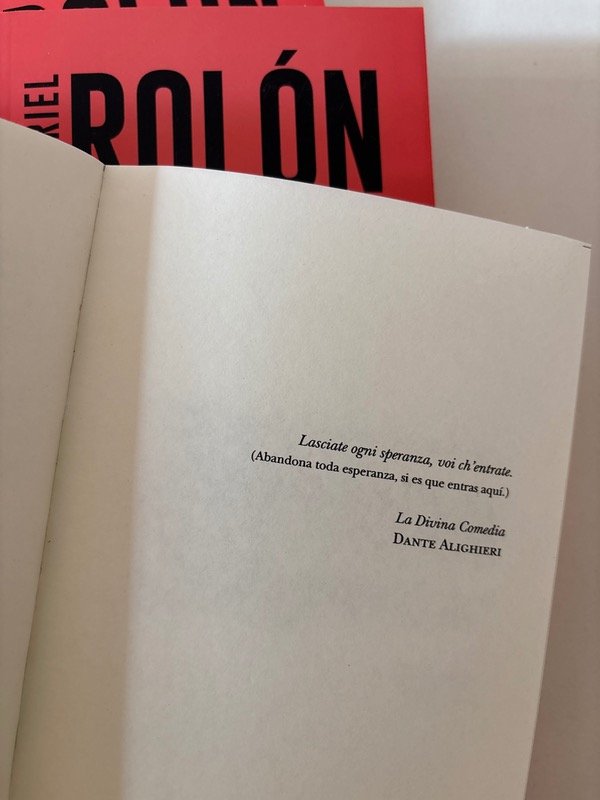 ROLÓN
RIEL
ROLÓN
Lasciate ogni speranza, voi ch'entrate.
(Abandona toda esperanza, si es que entras aquí.)
La Divina Comedia
DANTE ALIGHIERI